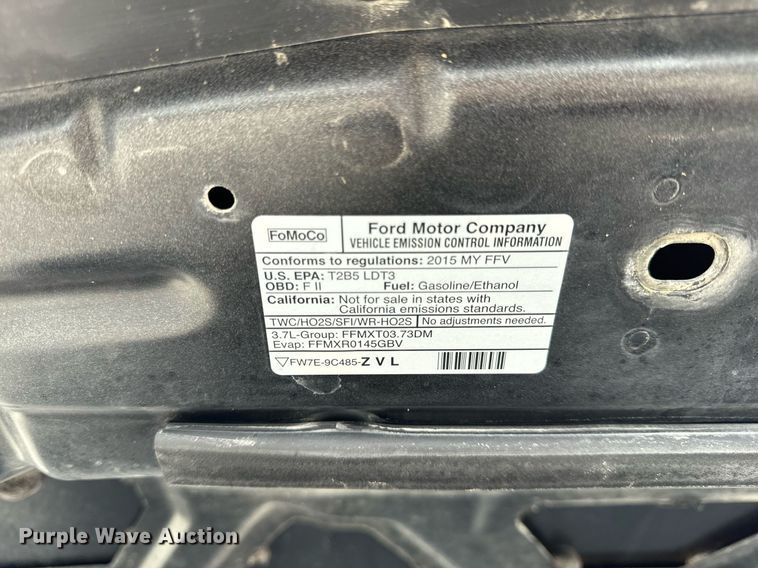 FoMoCo
Ford Motor Company
VEHICLE EMISSION CONTROL INFORMATION
Conforms to regulations: 2015 MY FFV
U.S. EPA: T2B5 LDT3
OBD: F II Fuel: Gasoline/Ethanol
California: Not for sale in states with
California emissions standards.
TWC/HO2S/SFI/WR-HO2S No adjustments needed.
3.7L-Group: FFMXT03.73DM
Evap: FFMXR0145GBV
FW7E-9C485-Z V L
Purple Wave Auction